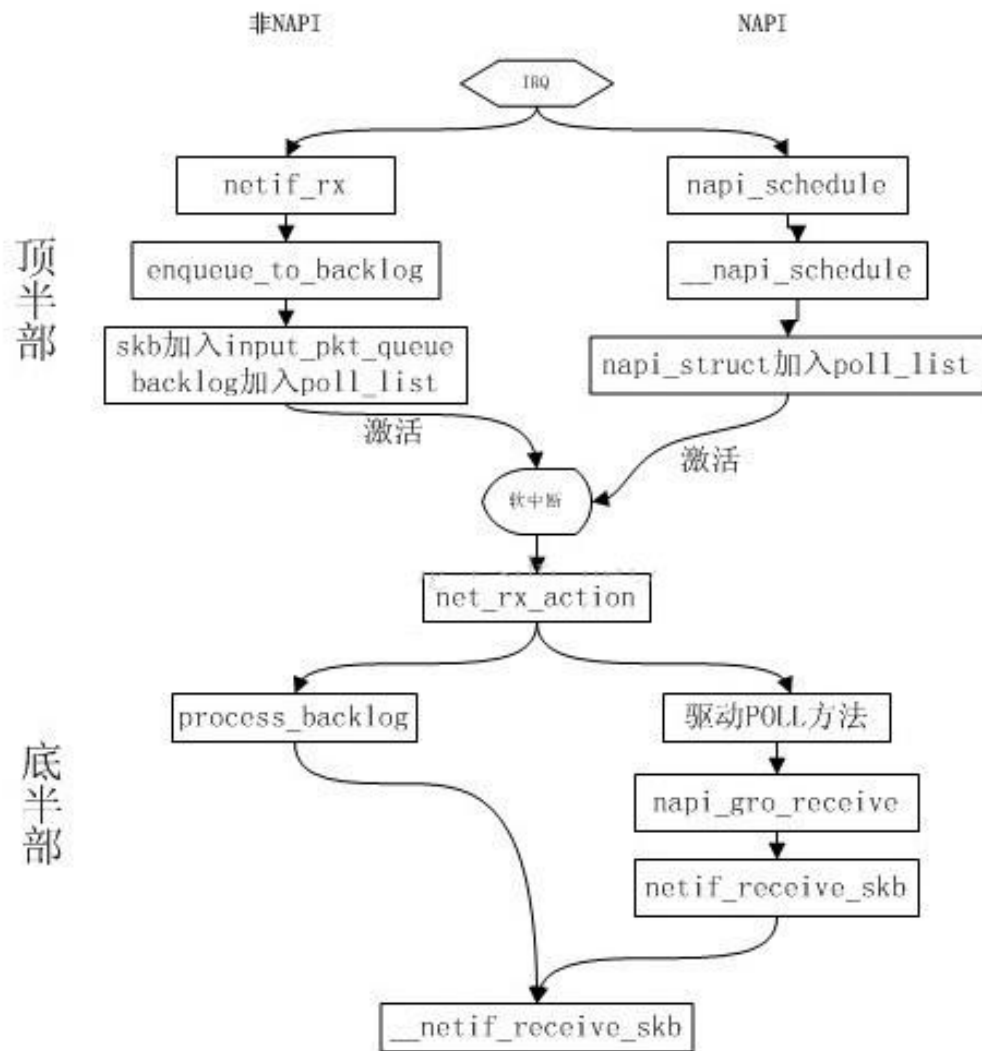 非NAPI
NAPI
IRQ
netif_rx
napi_schedule
顶半部
enqueue_to_backlog
__napi_schedule
skb加入input_pkt_queue
backlog加入poll_list
napi_struct加入poll_list
激活
激活
软中断
net_rx_action
底半部
process_backlog
驱动POLL方法
napi_gro_receive
netif_receive_skb
__netif_receive_skb